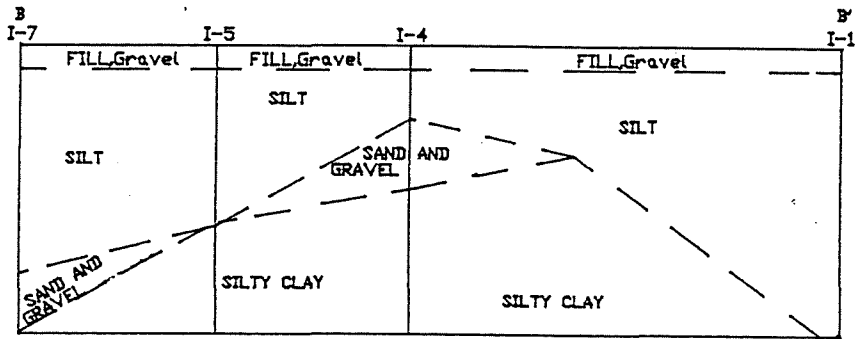 B
B'
I-7
I-5
I-4
I-1
FILL,Gravel
FILL,Gravel
FILL,Gravel
SILT
SILT
SILT
SAND AND
GRAVEL
SAND AND
GRAVEL
SILTY CLAY
SILTY CLAY